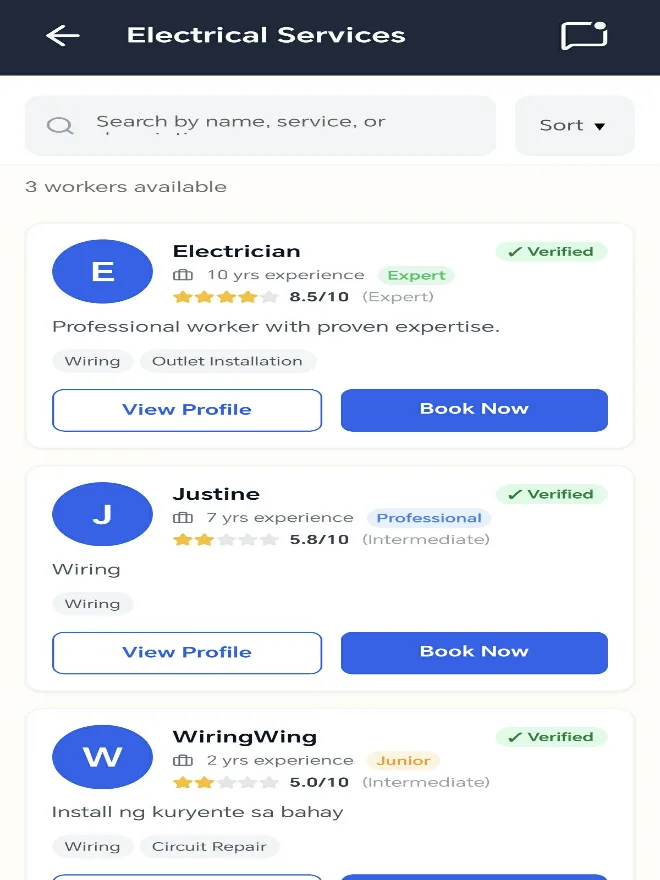 Electrical Services
Search by name, service, or
Sort ▼
3 workers available
E
Electrician
✓ Verified
10 yrs experience
Expert
8.5/10 (Expert)
Professional worker with proven expertise.
Wiring
Outlet Installation
View Profile
Book Now
J
Justine
✓ Verified
7 yrs experience
Professional
5.8/10 (Intermediate)
Wiring
Wiring
View Profile
Book Now
W
WiringWing
✓ Verified
2 yrs experience
Junior
5.0/10 (Intermediate)
Install ng kuryente sa bahay
Wiring
Circuit Repair